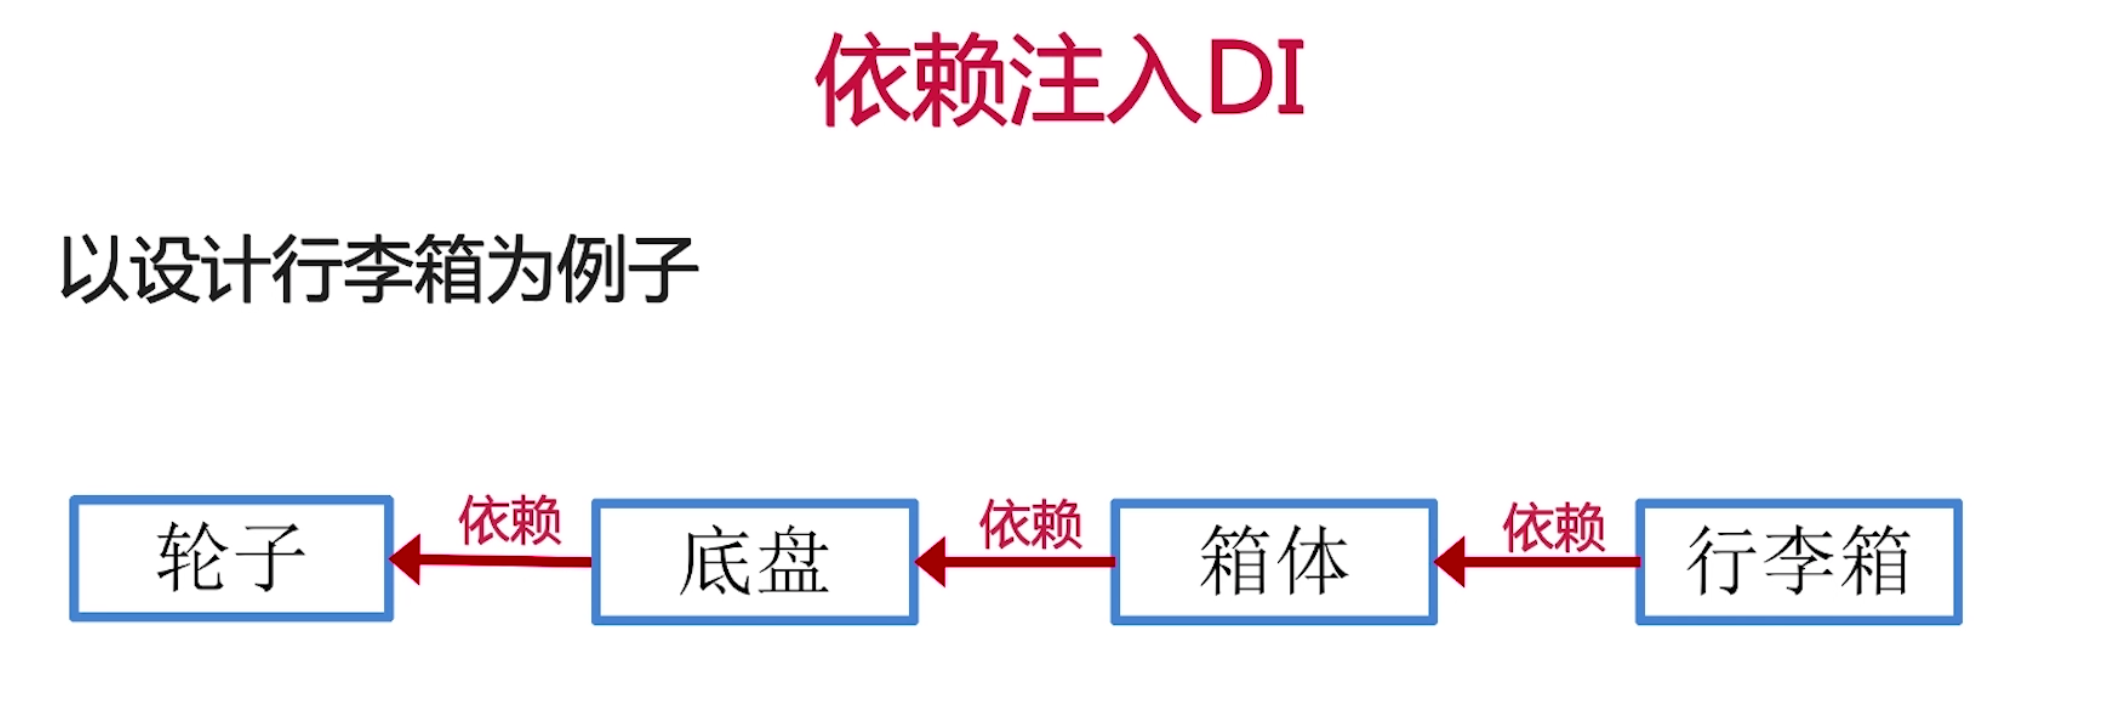 依赖注入DI
以设计行李箱为例子
轮子
依赖
底盘
依赖
箱体
依赖
行李箱